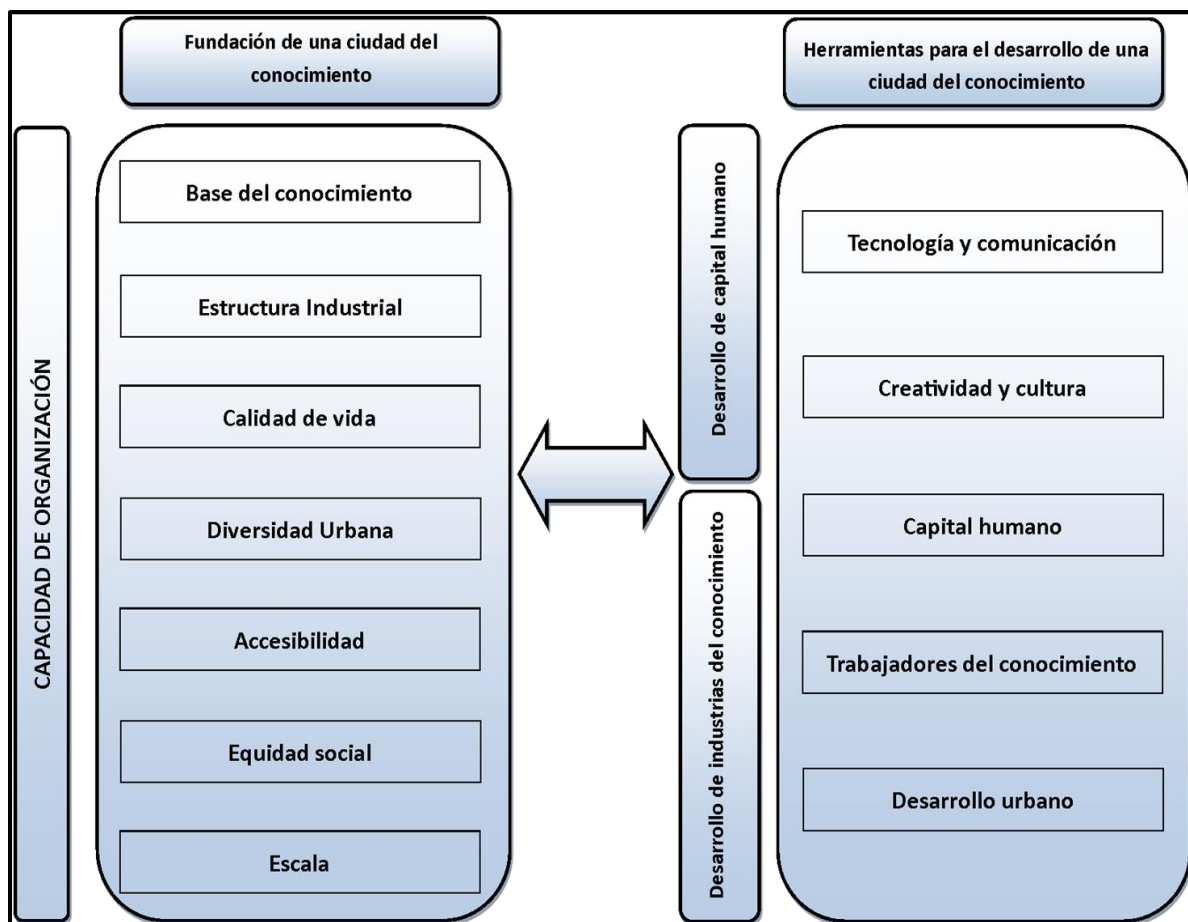 Fundación de una ciudad del
conocimiento
Herramientas para el desarrollo de una
ciudad del conocimiento
CAPACIDAD DE ORGANIZACIÓN
Base del conocimiento
Estructura Industrial
Calidad de vida
Diversidad Urbana
Accesibilidad
Equidad social
Escala
Desarrollo de capital humano
Desarrollo de industrias del conocimiento
Tecnología y comunicación
Creatividad y cultura
Capital humano
Trabajadores del conocimiento
Desarrollo urbano